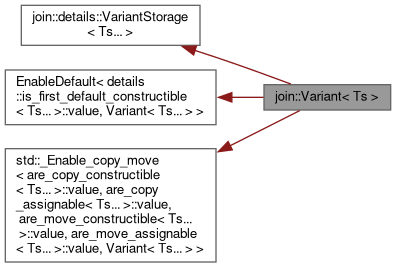 join::details::VariantStorage
< Ts... >
EnableDefault< details
::is_first_default_constructible
< Ts... >::value, Variant< Ts... > >
join::Variant< Ts >
std::_Enable_copy_move
< are_copy_constructible
< Ts... >::value, are_copy
_assignable< Ts... >::value,
are_move_constructible< Ts...
>::value, are_move_assignable
< Ts... >::value, Variant< Ts... > >